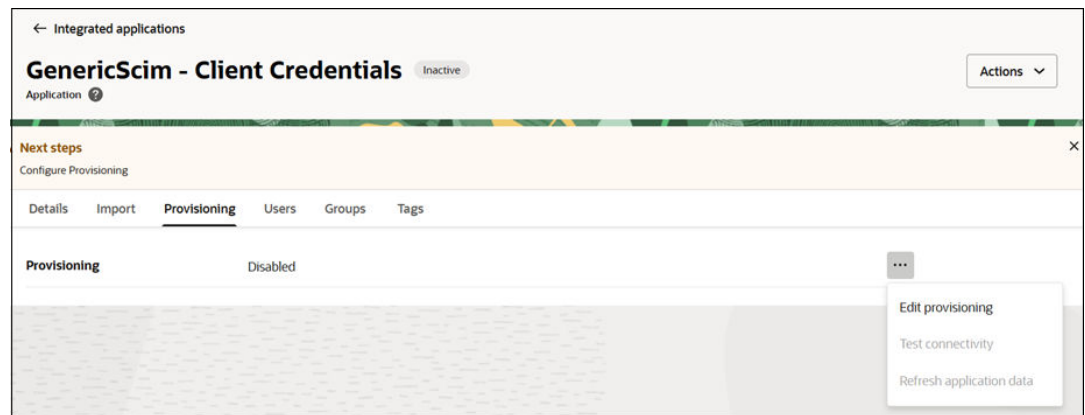 ← Integrated applications
GenericScim - Client Credentials Inactive
Actions
Application ?
Next steps
Configure Provisioning
Details Import Provisioning Users Groups Tags
Provisioning Disabled
Edit provisioning
Test connectivity
Refresh application data